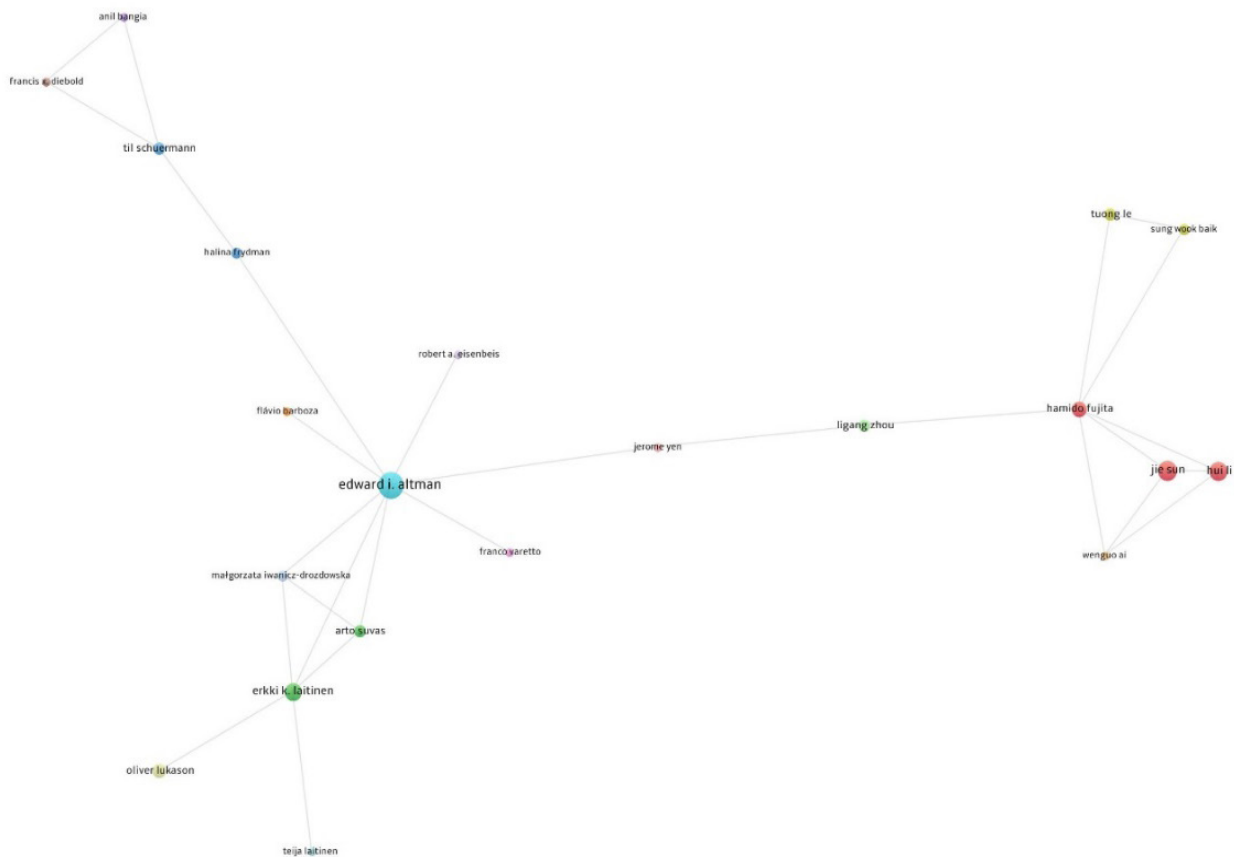 anil bangia
francis x. diebold
til schuermann
tuong le
sung wook baik
halina frydman
robert a. eisenbeis
flávio barboza
hamido fujita
ligang zhou
jerome yen
jie sun
hui li
edward i. altman
franco varetto
wenguo ai
małgorzata iwanicz-drozdowska
arto suvas
erkki k. laitinen
oliver lukason
teija laitinen